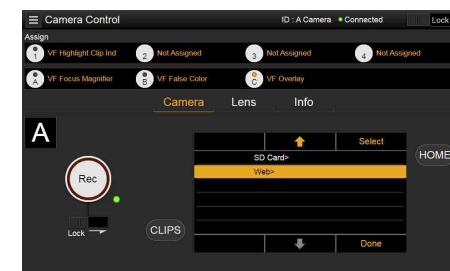 Camera Control
ID : A Camera
Connected
Lock
Assign
1 VF Highlight Clip Ind
2 Not Assigned
3 Not Assigned
4 Not Assigned
A VF Focus Magnifier
B VF False Color
C VF Overlay
Camera Lens Info
A
Select
SD Card>
HOME
Web>
Rec
Lock
CLIPS
Done